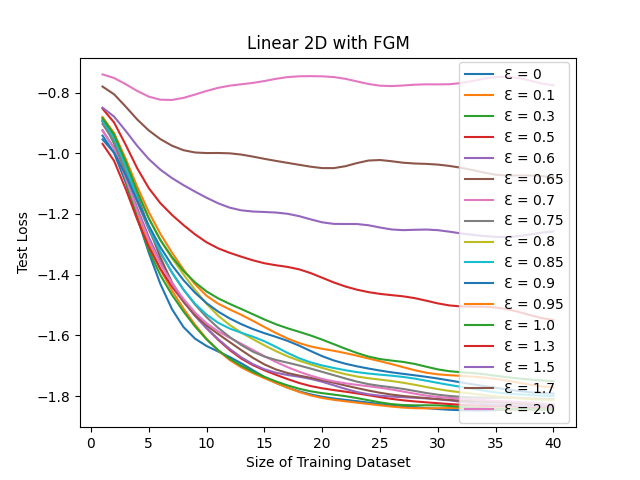 Linear 2D with FGM
Test Loss
−0.8
−1.0
−1.2
−1.4
−1.6
−1.8
0
5
10
15
20
25
30
35
40
Size of Training Dataset
Ɛ = 0
Ɛ = 0.1
Ɛ = 0.3
Ɛ = 0.5
Ɛ = 0.6
Ɛ = 0.65
Ɛ = 0.7
Ɛ = 0.75
Ɛ = 0.8
Ɛ = 0.85
Ɛ = 0.9
Ɛ = 0.95
Ɛ = 1.0
Ɛ = 1.3
Ɛ = 1.5
Ɛ = 1.7
Ɛ = 2.0